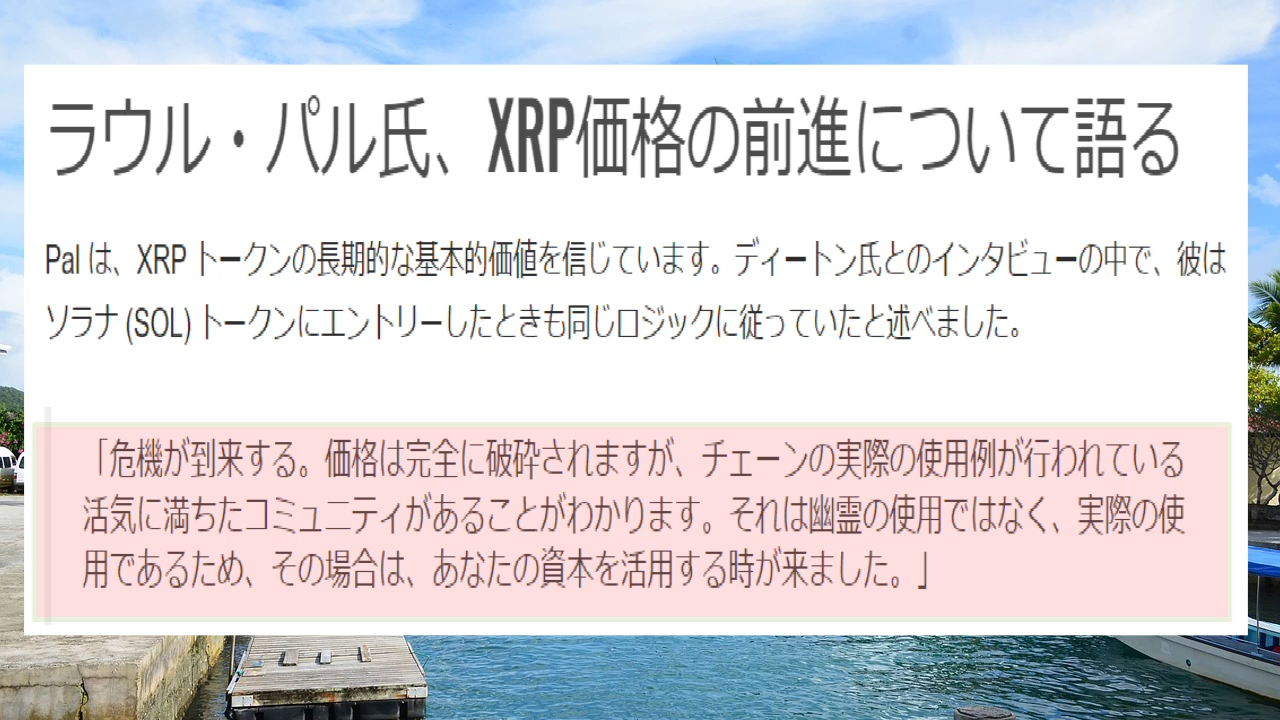 ラウル・パル氏、XRP価格の前進について語る
Pal は、XRP トークンの長期的な基本的価値を信じています。ディートン氏とのインタビューの中で、彼は
ソラナ (SOL) トークンにエントリーしたときも同じロジックに従っていたと述べました。
「危機が到来する。価格は完全に破砕されますが、チェーンの実際の使用例が行われている
活気に満ちたコミュニティがあることがわかります。それは幽霊の使用ではなく、実際の使
用であるため、その場合は、あなたの資本を活用する時が来ました。」